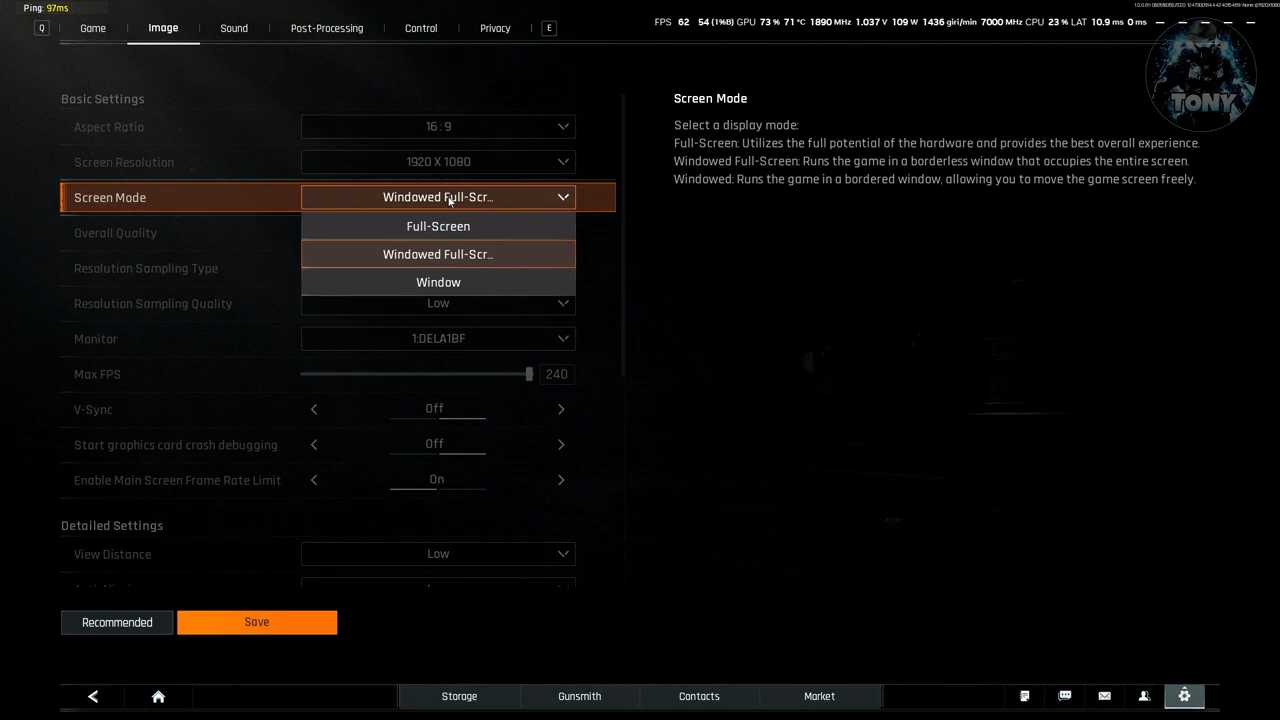 Ping: 97ms
Q
Game
Image
Sound
Post-Processing
Control
Privacy
E
FPS 62 54 (1%8) GPU 73 % 71 °C 1890 MHz 1.037 V 109 W 1436 giri/min 7000 MHz CPU 23 % LAT 10.9 ms 0 ms
TONY
Basic Settings
Aspect Ratio
16 : 9
Screen Resolution
1920 X 1080
Screen Mode
Windowed Full-Scr...
Overall Quality
Full-Screen
Windowed Full-Scr...
Resolution Sampling Type
Window
Resolution Sampling Quality
Low
Monitor
1:DELA1BF
Max FPS
240
V-Sync
Off
Start graphics card crash debugging
Off
Enable Main Screen Frame Rate Limit
On
Detailed Settings
View Distance
Low
Screen Mode
Select a display mode:
Full-Screen: Utilizes the full potential of the hardware and provides the best overall experience.
Windowed Full-Screen: Runs the game in a borderless window that occupies the entire screen.
Windowed: Runs the game in a bordered window, allowing you to move the game screen freely.
Recommended
Save
Storage
Gunsmith
Contacts
Market